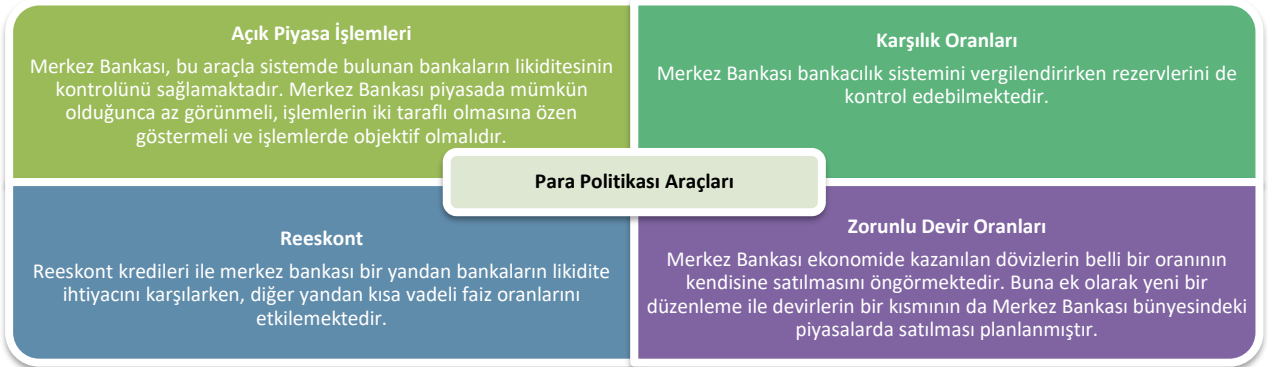 Açık Piyasa İşlemleri
Merkez Bankası, bu araçla sistemde bulunan bankaların likiditesinin
kontrolünü sağlamaktadır. Merkez Bankası piyasada mümkün
olduğunca az görünmeli, işlemlerin iki taraflı olmasına özen
göstermeli ve işlemlerde objektif olmalıdır.
Karşılık Oranları
Merkez Bankası bankacılık sistemini vergilendirirken rezervlerini de
kontrol edebilmektedir.
Para Politikası Araçları
Reeskont
Reeskont kredileri ile merkez bankası bir yandan bankaların likidite
ihtiyacını karşılarken, diğer yandan kısa vadeli faiz oranlarını
etkilemektedir.
Zorunlu Devir Oranları
Merkez Bankası ekonomide kazanılan dövizlerin belli bir oranının
kendisine satılmasını öngörmektedir. Buna ek olarak yeni bir
düzenleme ile devirlerin bir kısmının da Merkez Bankası bünyesindeki
piyasalarda satılması planlanmıştır.